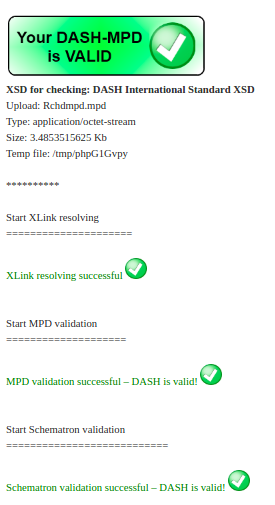 Your DASH-MPD
is VALID
XSD for checking: DASH International Standard XSD
Upload: Rchdmpd.mpd
Type: application/octet-stream
Size: 3.4853515625 Kb
Temp file: /tmp/phpG1Gvpy
**********
Start XLink resolving
=====================
XLink resolving successful
Start MPD validation
====================
MPD validation successful – DASH is valid!
Start Schematron validation
===========================
Schematron validation successful – DASH is valid!